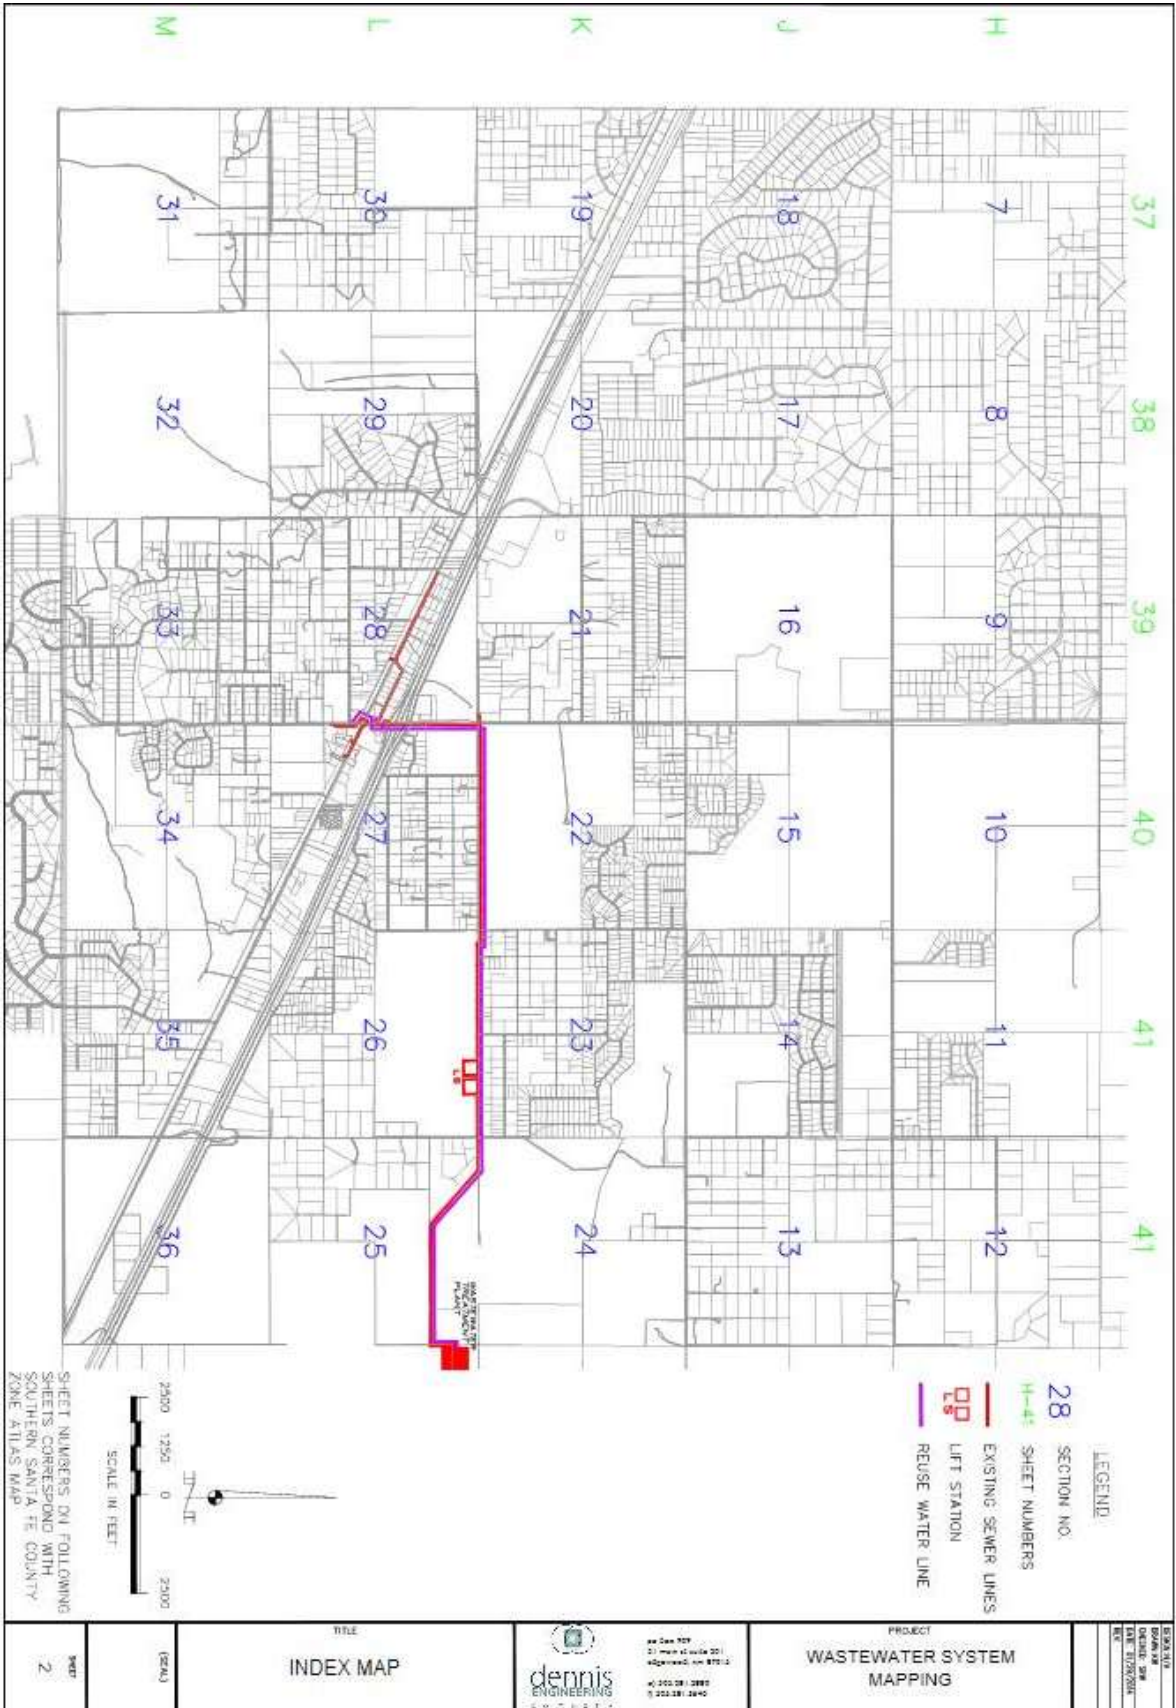 H
J
K
L
M
37
38
39
40
41
41
7
8
9
10
11
12
18
17
16
15
14
13
19
20
21
22
23
24
30
29
28
27
26
25
31
32
33
34
35
36
LS
WASTEWATER
TREATMENT
PLANT
LEGEND
28 SECTION NO.
H-41 SHEET NUMBERS
EXISTING SEWER LINES
LS LIFT STATION
REUSE WATER LINE
2500 1250 0 2500
SCALE IN FEET
SHEET NUMBERS ON FOLLOWING
SHEETS CORRESPOND WITH
SOUTHERN SANTA FE COUNTY
ZONE ATLAS MAP
PROJECT
WASTEWATER SYSTEM
MAPPING
dennis
ENGINEERING
TITLE
INDEX MAP
(SEAL)
SHEET
2